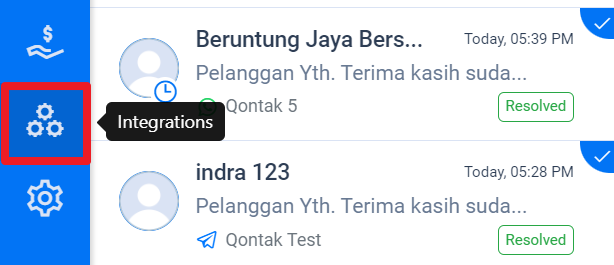 Beruntung Jaya Bers... Today, 05:39 PM
Pelanggan Yth. Terima kasih suda...
Qontak 5 Resolved
Integrations
indra 123 Today, 05:28 PM
Pelanggan Yth. Terima kasih suda...
Qontak Test Resolved